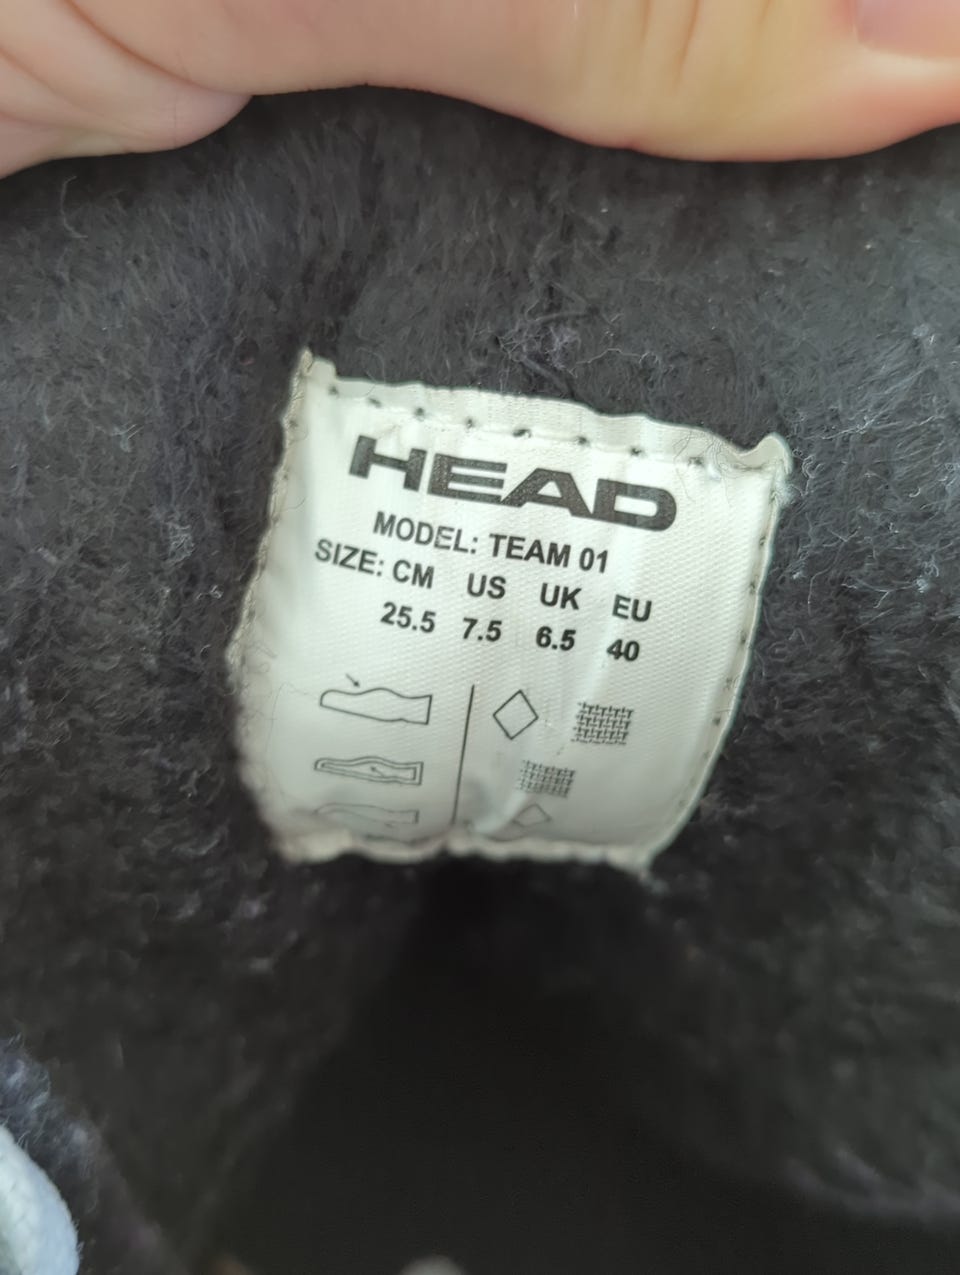 HEAD
MODEL: TEAM 01
SIZE: CM US UK EU
25.5 7.5 6.5 40